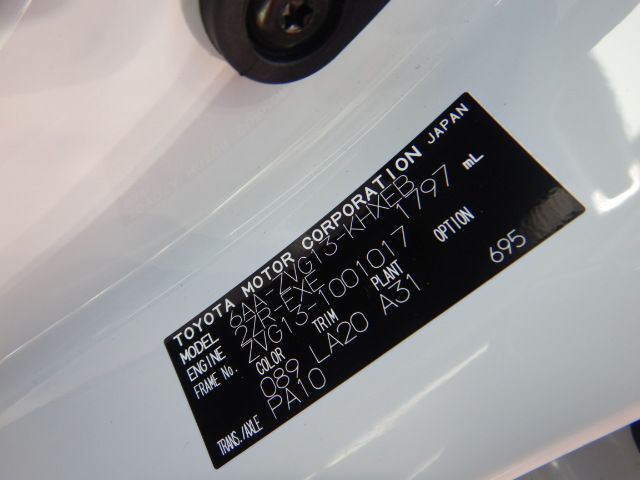 TOYOTA MOTOR CORPORATION JAPAN
MODEL 6AA-ZVG13-KHXEB
ENGINE 2ZR-FXE 1797 mL
FRAME No. ZVG13-1001017
COLOR TRIM PLANT OPTION
089 LA20 A31 695
TRANS./AXLE PA10